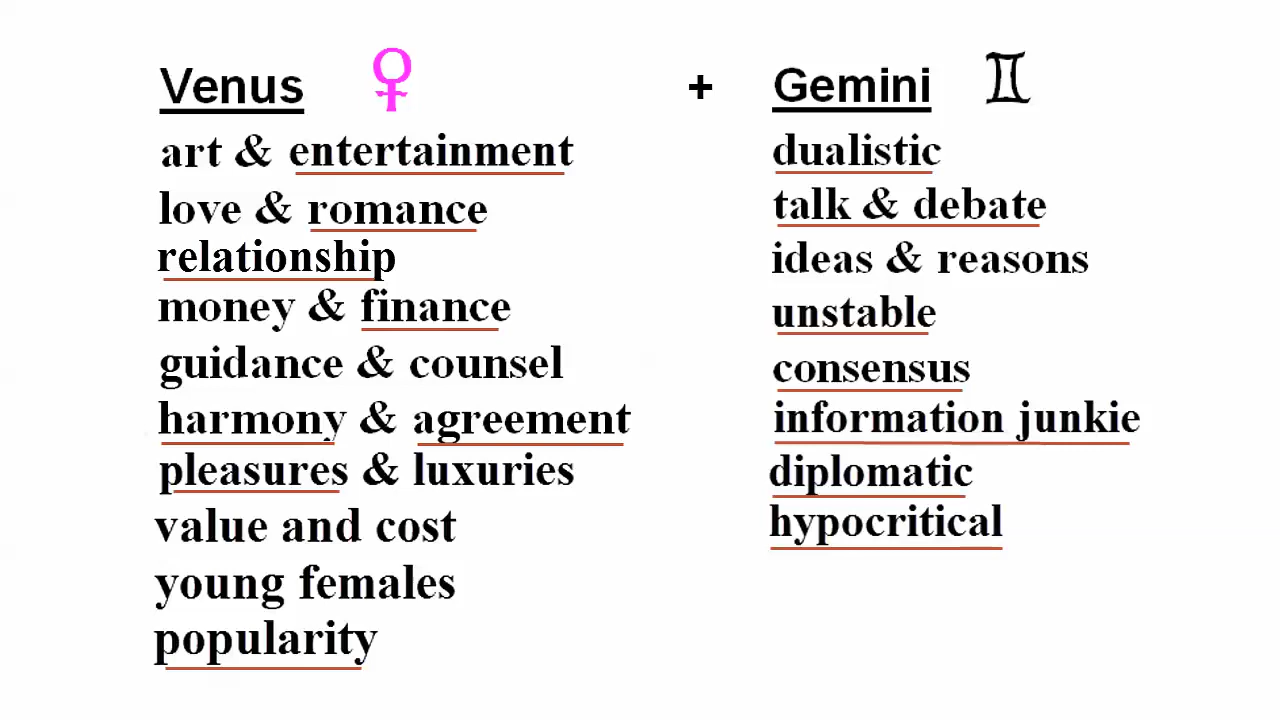 Venus ♀ + Gemini ♊
art & entertainment
love & romance
relationship
money & finance
guidance & counsel
harmony & agreement
pleasures & luxuries
value and cost
young females
popularity
dualistic
talk & debate
ideas & reasons
unstable
consensus
information junkie
diplomatic
hypocritical